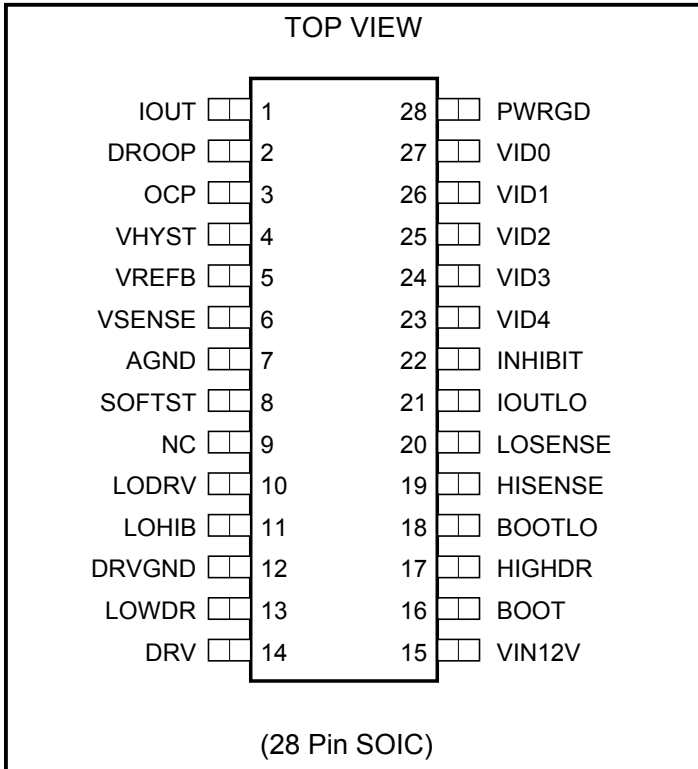 TOP VIEW
IOUT 1 28 PWRGD
DROOP 2 27 VID0
OCP 3 26 VID1
VHYST 4 25 VID2
VREFB 5 24 VID3
VSENSE 6 23 VID4
AGND 7 22 INHIBIT
SOFTST 8 21 IOUTLO
NC 9 20 LOSENSE
LODRV 10 19 HISENSE
LOHIB 11 18 BOOTLO
DRVGND 12 17 HIGHDR
LOWDR 13 16 BOOT
DRV 14 15 VIN12V
(28 Pin SOIC)